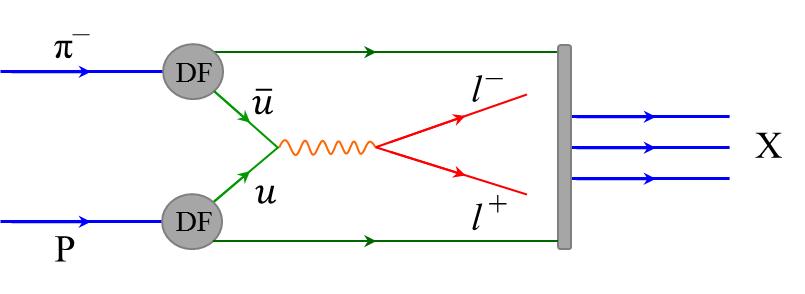 π⁻
DF
ū
l⁻
X
u
DF
P
l⁺